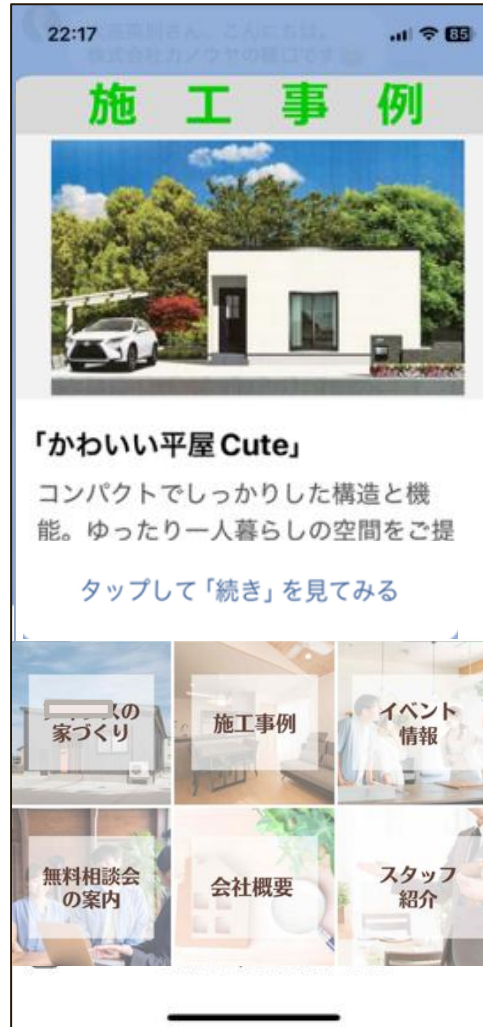 22:17
85
施工事例
「かわいい平屋Cute」
コンパクトでしっかりした構造と機
能。ゆったり一人暮らしの空間をご提
タップして「続き」を見てみる
スの
家づくり
施工事例
イベント
情報
無料相談会
の案内
会社概要
スタッフ
紹介